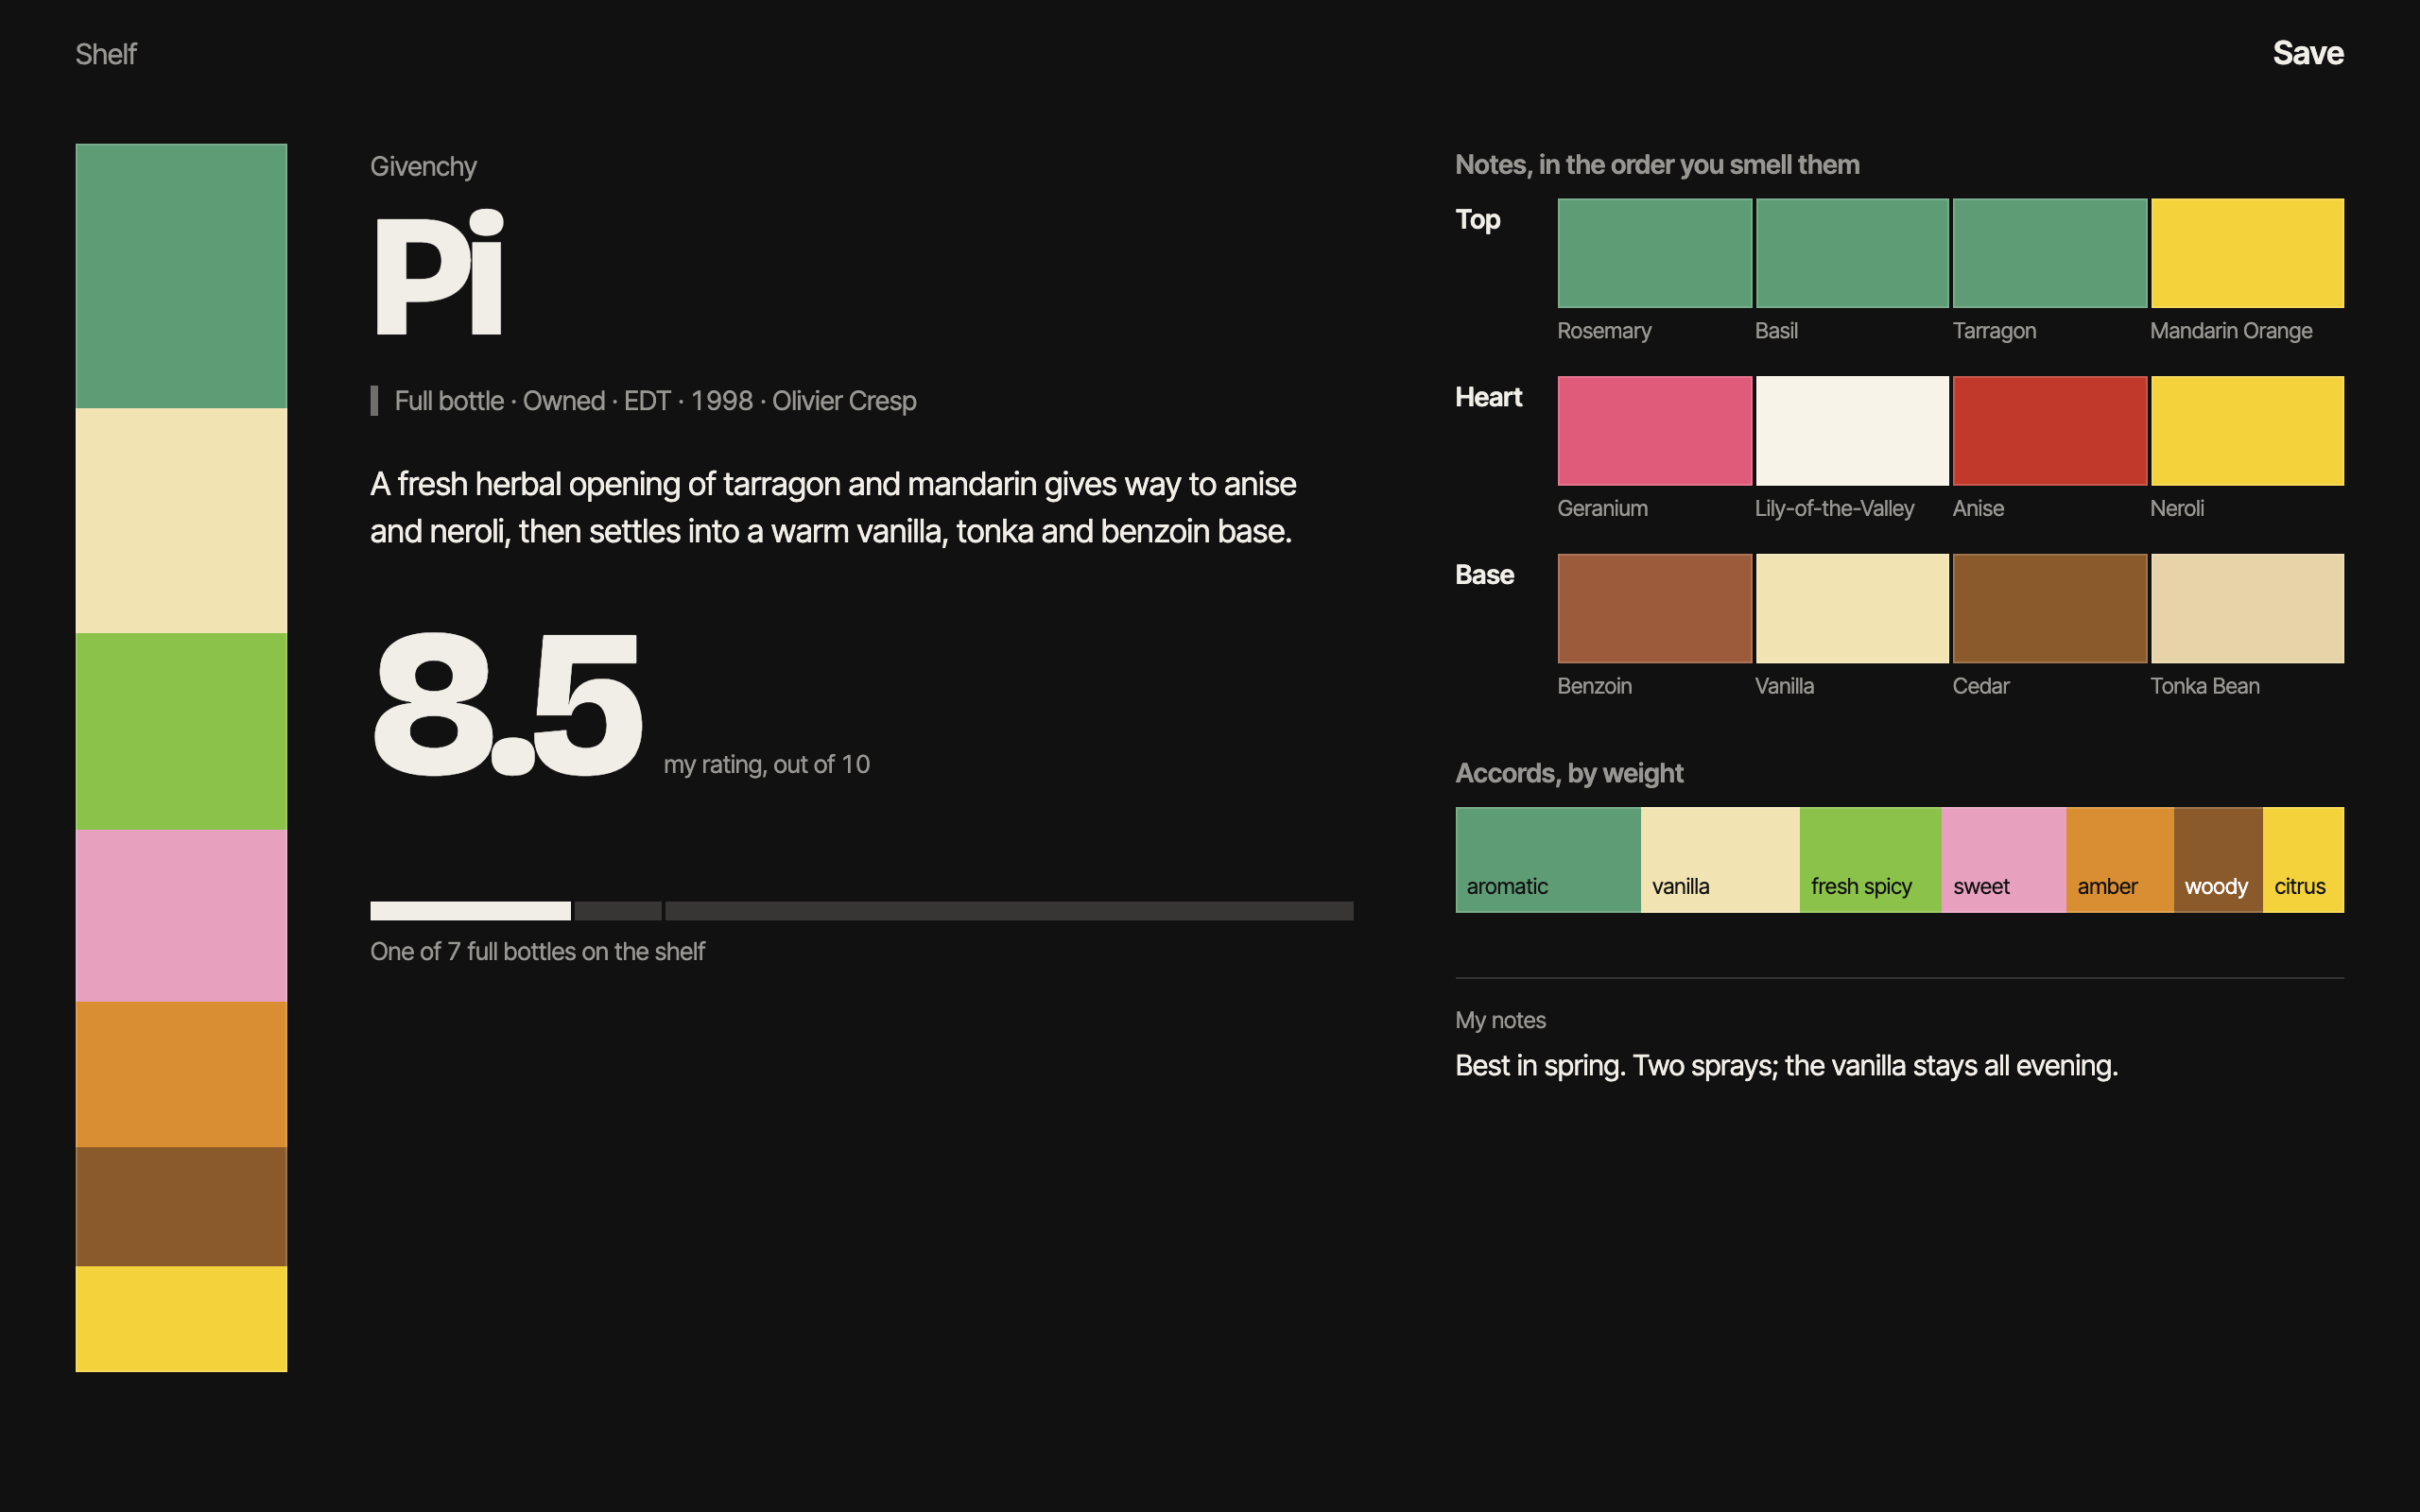 Shelf
Save
Givenchy
Pi
Full bottle · Owned · EDT · 1998 · Olivier Cresp
A fresh herbal opening of tarragon and mandarin gives way to anise
and neroli, then settles into a warm vanilla, tonka and benzoin base.
8.5
my rating, out of 10
One of 7 full bottles on the shelf
Notes, in the order you smell them
Top
Rosemary
Basil
Tarragon
Mandarin Orange
Heart
Geranium
Lily-of-the-Valley
Anise
Neroli
Base
Benzoin
Vanilla
Cedar
Tonka Bean
Accords, by weight
aromatic
vanilla
fresh spicy
sweet
amber
woody
citrus
My notes
Best in spring. Two sprays; the vanilla stays all evening.